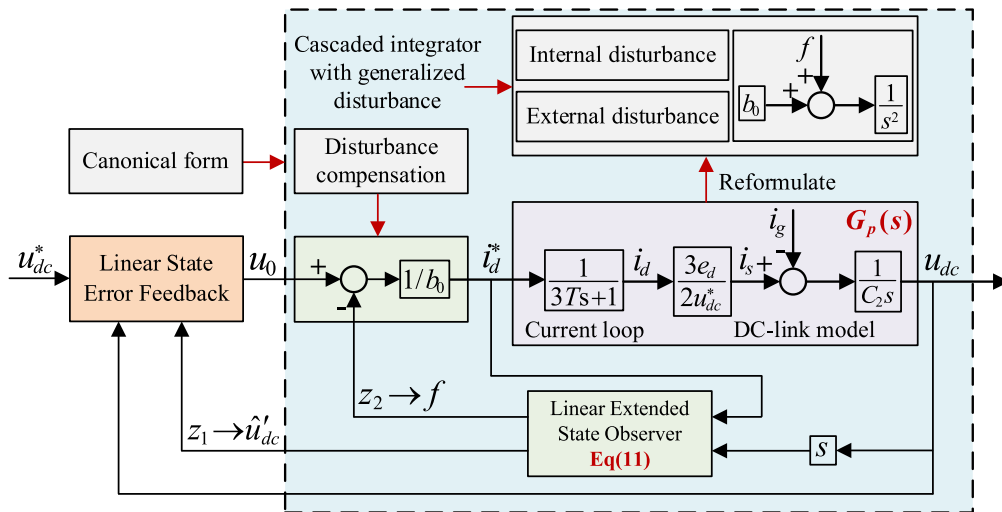 Cascaded integrator
with generalized
disturbance
Internal disturbance
External disturbance
f
+
+
b₀
1/s²
Canonical form
Disturbance
compensation
Reformulate
u*dc
Linear State
Error Feedback
u₀
+
-
1/b₀
i*d
Gp(s)
ig
-
1/(3Ts+1)
id
3ed/(2u*dc)
is
+
1/(C₂s)
udc
Current loop
DC-link model
z₂→f
z₁→û′dc
Linear Extended
State Observer
Eq(11)
s